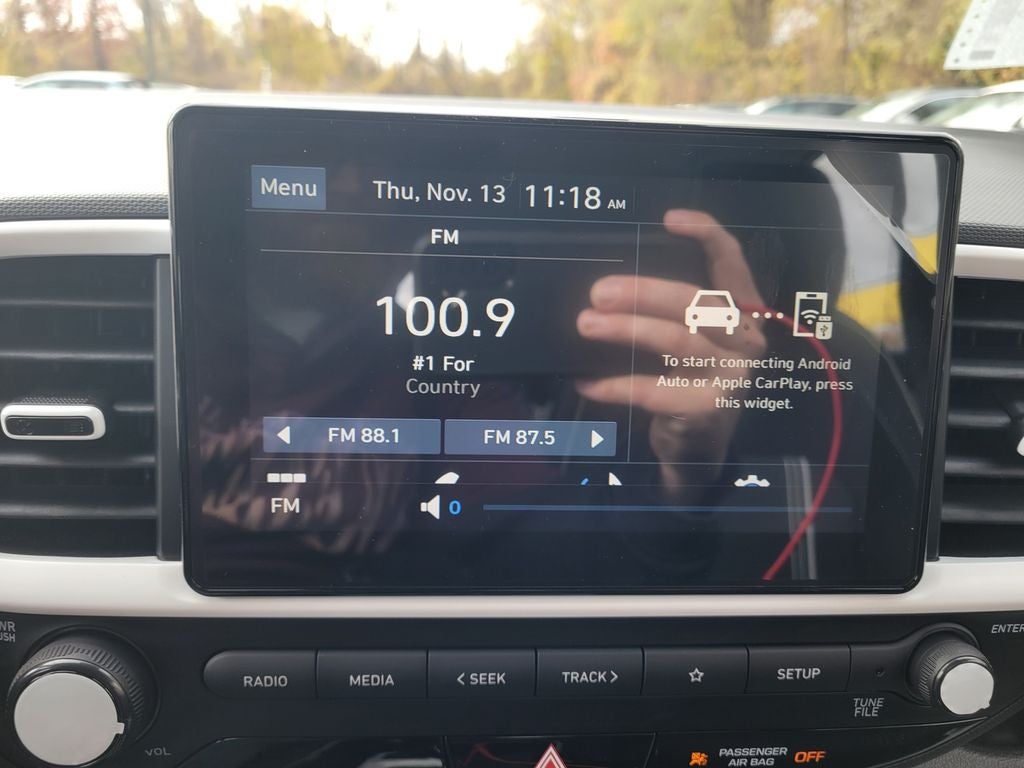 Menu
Thu, Nov. 13 11:18 AM
FM
100.9
#1 For
Country
To start connecting Android
Auto or Apple CarPlay, press
this widget.
FM 88.1
FM 87.5
FM
0
ENTER
RADIO
MEDIA
< SEEK
TRACK >
SETUP
TUNE
FILE
VOL
PASSENGER
AIR BAG OFF